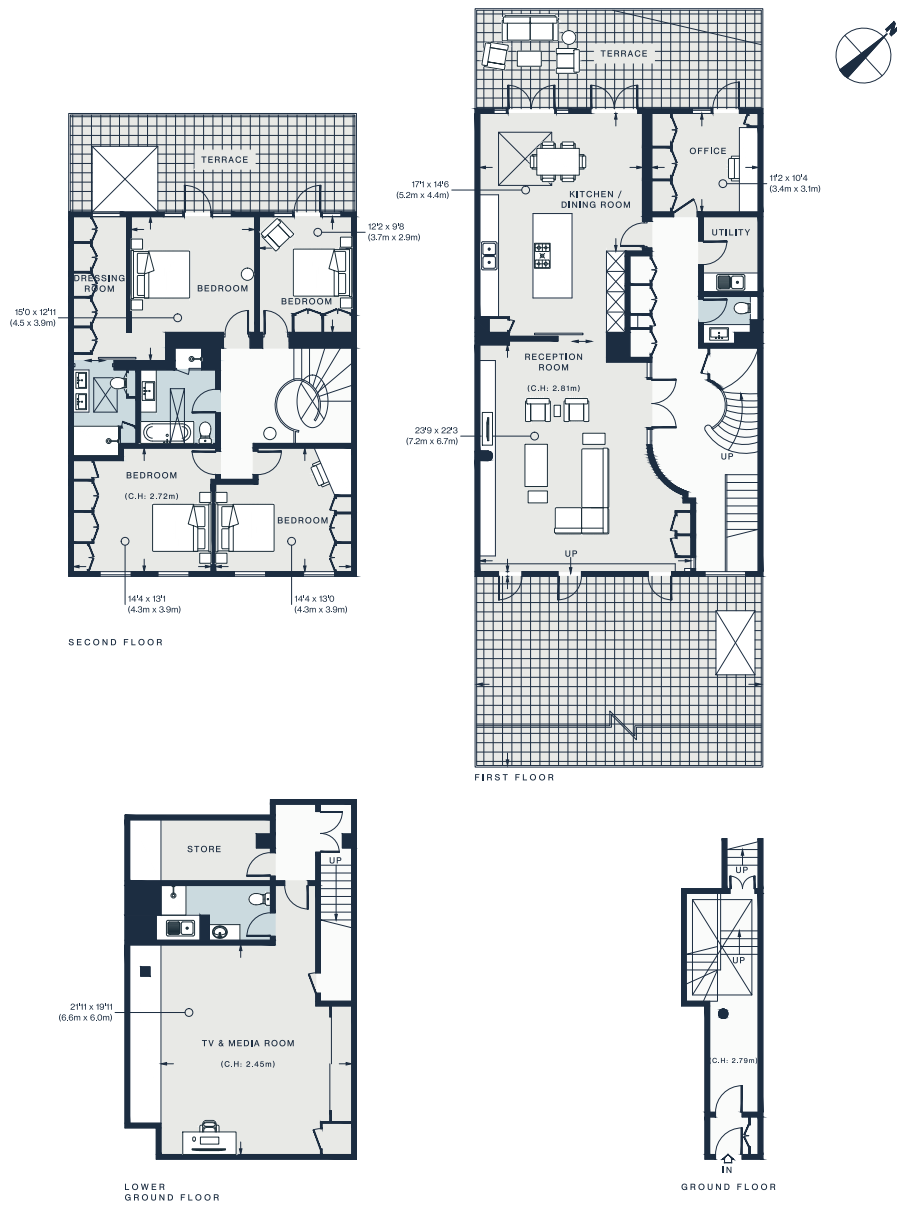 N
TERRACE
TERRACE
OFFICE
17'1 x 14'6
(5.2m x 4.4m)
11'2 x 10'4
(3.4m x 3.1m)
KITCHEN /
DINING ROOM
12'2 x 9'8
(3.7m x 2.9m)
UTILITY
DRESSING
ROOM
BEDROOM
BEDROOM
15'0 x 12'11
(4.5 x 3.9m)
RECEPTION
ROOM
(C.H: 2.81m)
23'9 x 22'3
(7.2m x 6.7m)
UP
BEDROOM
(C.H: 2.72m)
BEDROOM
UP
14'4 x 13'1
(4.3m x 3.9m)
14'4 x 13'0
(4.3m x 3.9m)
SECOND FLOOR
FIRST FLOOR
STORE
UP
UP
UP
21'11 x 19'11
(6.6m x 6.0m)
TV & MEDIA ROOM
(C.H: 2.45m)
(C.H: 2.79m)
IN
LOWER
GROUND FLOOR
GROUND FLOOR